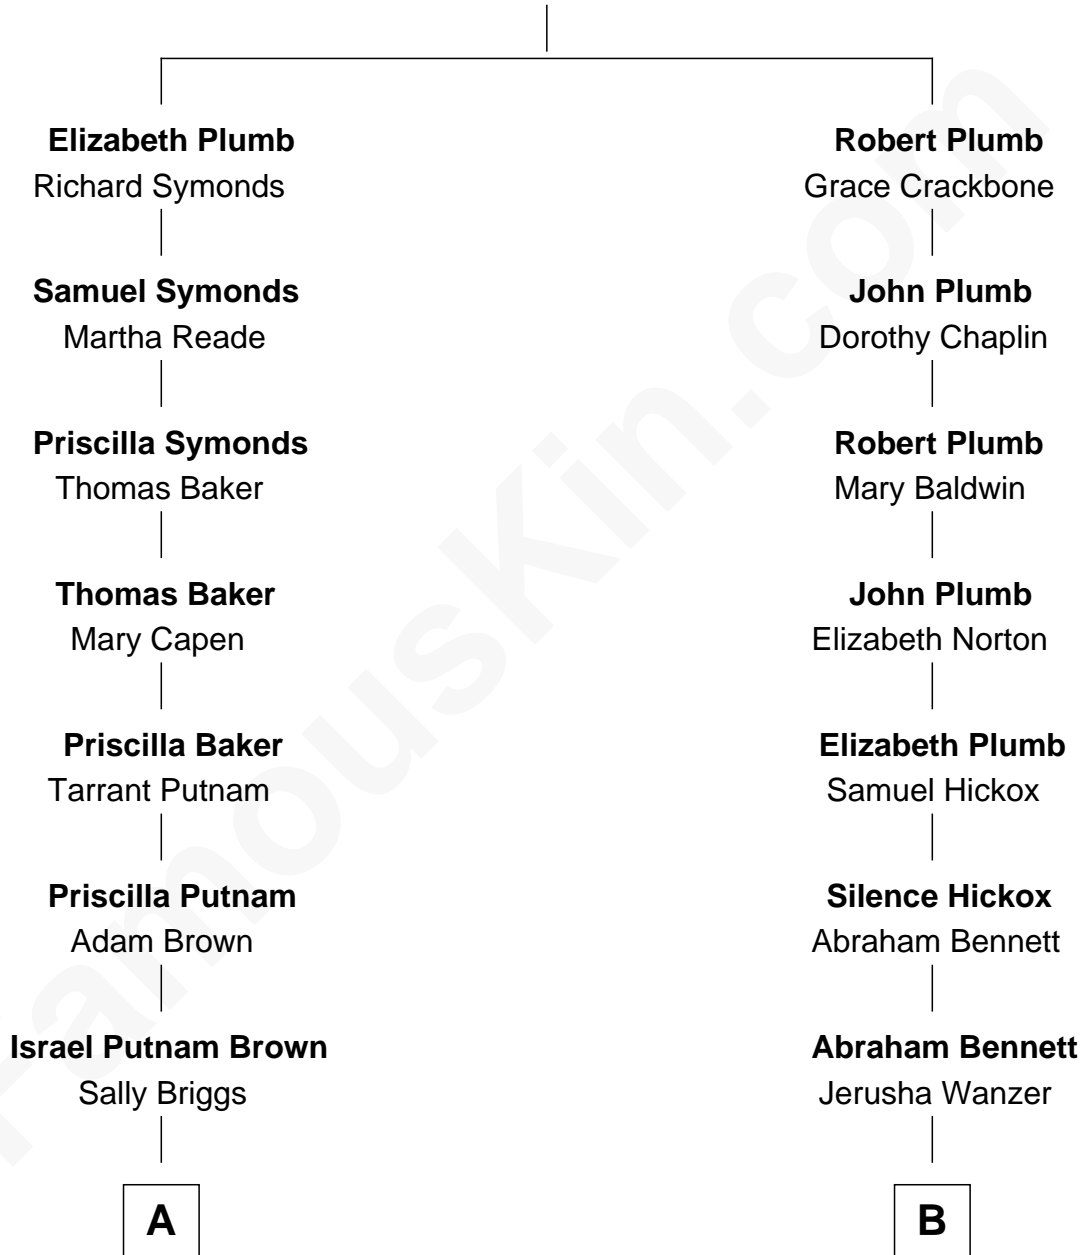 Elizabeth Plumb
Richard Symonds
Samuel Symonds
Martha Reade
Priscilla Symonds
Thomas Baker
Thomas Baker
Mary Capen
Priscilla Baker
Tarrant Putnam
Priscilla Putnam
Adam Brown
Israel Putnam Brown
Sally Briggs
A
Robert Plumb
Grace Crackbone
John Plumb
Dorothy Chaplin
Robert Plumb
Mary Baldwin
John Plumb
Elizabeth Norton
Elizabeth Plumb
Samuel Hickox
Silence Hickox
Abraham Bennett
Abraham Bennett
Jerusha Wanzer
B
FamousKin.com